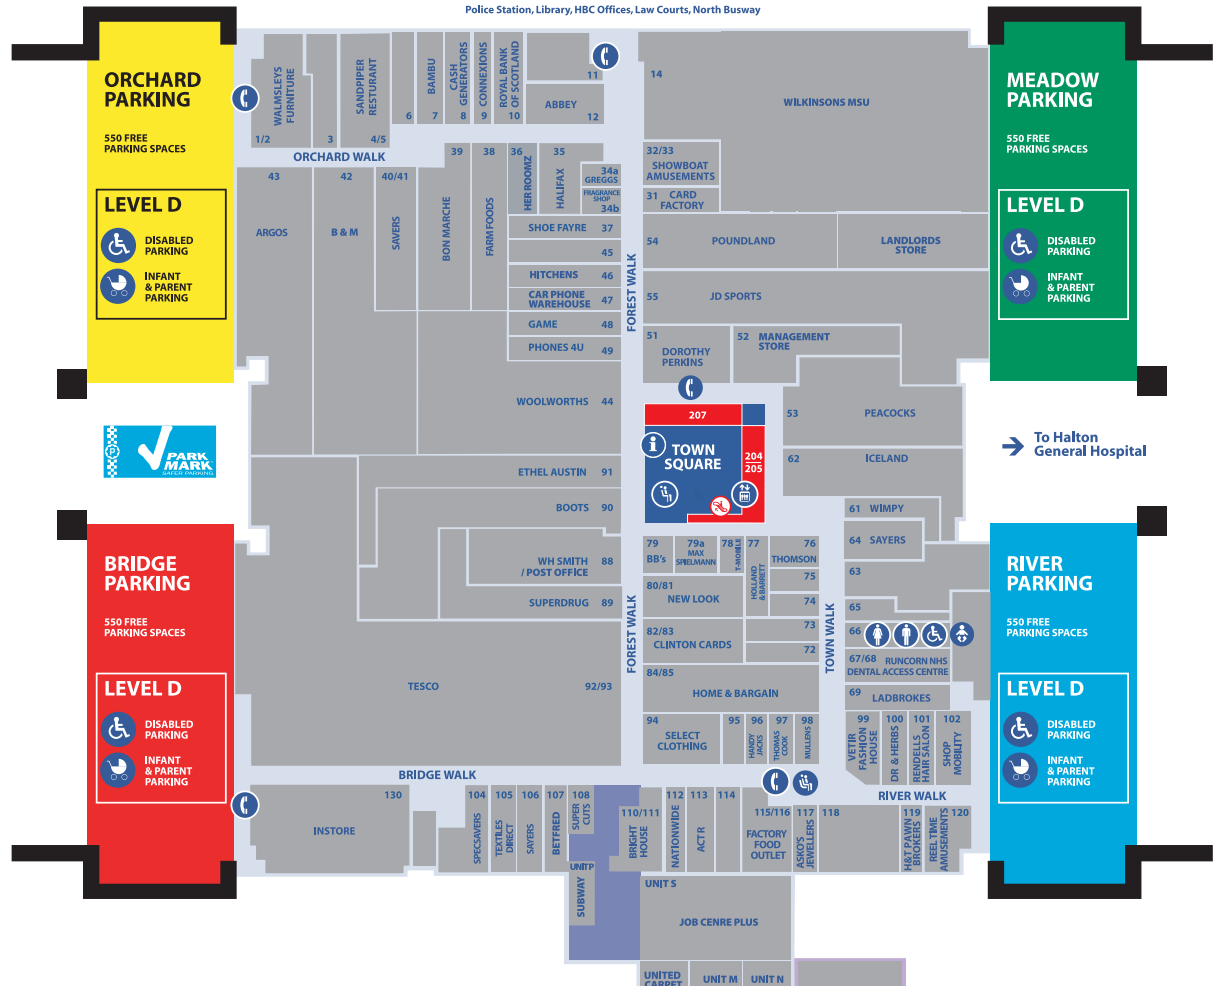 Police Station, Library, HBC Offices, Law Courts, North Busway
ORCHARD
PARKING
550 FREE
PARKING SPACES
LEVEL D
DISABLED
PARKING
INFANT
& PARENT
PARKING
WALMSLEYS
FURNITURE
1/2
3
SANDPIPER
RESTURANT
4/5
6
BAMBU
7
CASH
GENERATORS
8
CONNEXIONS
9
ROYAL BANK
OF SCOTLAND
10
11
ABBEY
12
14
WILKINSONS MSU
MEADOW
PARKING
550 FREE
PARKING SPACES
LEVEL D
DISABLED
PARKING
INFANT
& PARENT
PARKING
ORCHARD WALK
43
ARGOS
42
B & M
40/41
SAVERS
39
BON MARCHE
38
FARM FOODS
36
HER ROOMZ
35
HALIFAX
34a
GREGGS
FRAGRANCE
SHOP
34b
SHOE FAYRE 37
45
HITCHENS 46
CAR PHONE
WAREHOUSE 47
GAME 48
PHONES 4U 49
WOOLWORTHS 44
FOREST WALK
32/33
SHOWBOAT
AMUSEMENTS
31 CARD
FACTORY
54 POUNDLAND
LANDLORDS
STORE
55 JD SPORTS
51
DOROTHY
PERKINS
52 MANAGEMENT
STORE
53 PEACOCKS
62 ICELAND
207
TOWN
SQUARE
204
205
i
To Halton
General Hospital
P
PARK
MARK
SAFER PARKING
ETHEL AUSTIN 91
BOOTS 90
WH SMITH
/ POST OFFICE 88
SUPERDRUG 89
TESCO 92/93
FOREST WALK
79
BB's
79a
MAX
SPIELMANN
78
T-MOBILE
77
HOLLAND
& BARRETT
76
THOMSON
75
74
80/81
NEW LOOK
73
72
82/83
CLINTON CARDS
84/85
HOME & BARGAIN
94
SELECT
CLOTHING
95
96
HANDY
JACKS
97
THOMAS
COOK
98
MULLENS
TOWN WALK
61 WIMPY
64 SAYERS
63
65
66
67/68 RUNCORN NHS
DENTAL ACCESS CENTRE
69 LADBROKES
99
VETIR
FASHION
HOUSE
100
DR & HERBS
101
RENDELLS
HAIR SALON
102
SHOP
MOBILITY
RIVER WALK
BRIDGE
PARKING
550 FREE
PARKING SPACES
LEVEL D
DISABLED
PARKING
INFANT
& PARENT
PARKING
RIVER
PARKING
550 FREE
PARKING SPACES
LEVEL D
DISABLED
PARKING
INFANT
& PARENT
PARKING
BRIDGE WALK
130
INSTORE
104
SPECSAVERS
105
TEXTILES
DIRECT
106
SAYERS
107
BETFRED
108
SUPER
CUTS
UNIT P
SUBWAY
110/111
BRIGHT
HOUSE
112
NATIONWIDE
113
ACT R
114
115/116
FACTORY
FOOD
OUTLET
117
ASKO'S
JEWELLERS
118
119
H&T PAWN
BROKERS
120
REEL TIME
AMUSEMENTS
UNIT S
JOB CENRE PLUS
UNITED
CARPET
UNIT M
UNIT N